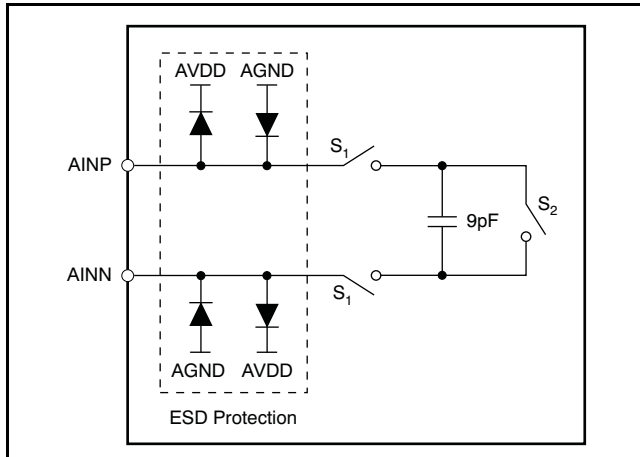 AVDD AGND
S1
AINP
9pF
S2
AINN
S1
AGND AVDD
ESD Protection